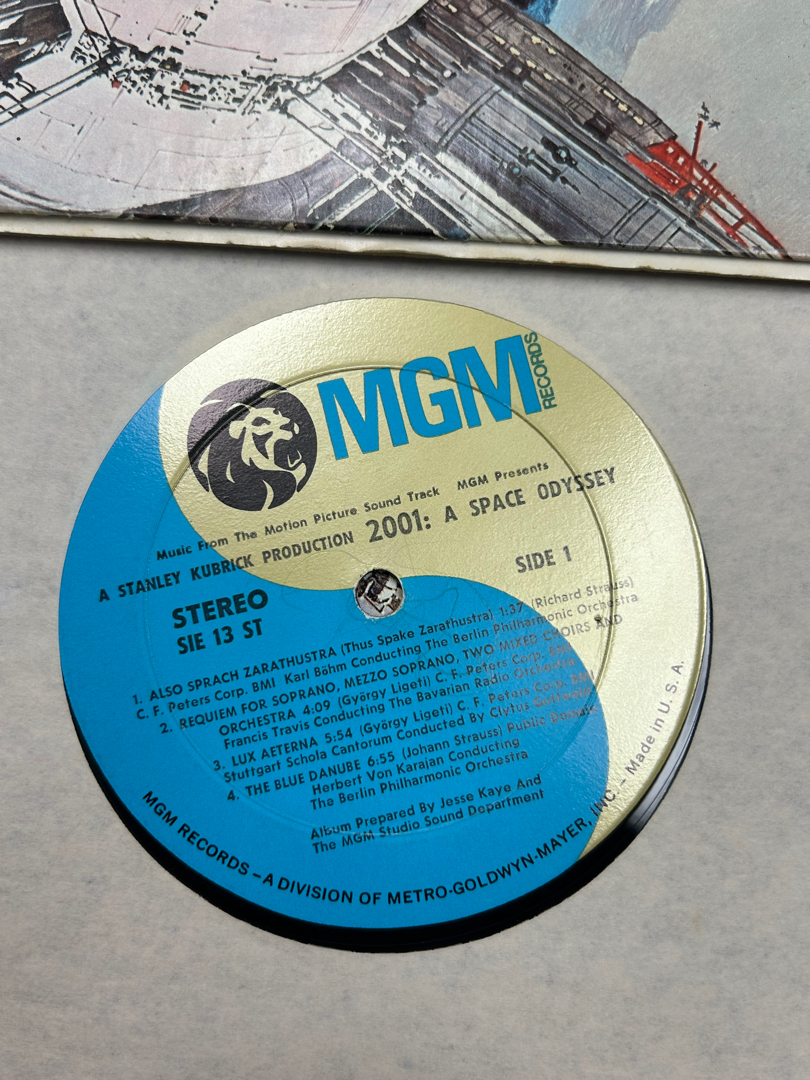 MGM RECORDS
Music From The Motion Picture Sound Track MGM Presents
A STANLEY KUBRICK PRODUCTION 2001: A SPACE ODYSSEY
STEREO
SIE 13 ST
SIDE 1
1. ALSO SPRACH ZARATHUSTRA (Thus Spake Zarathustra) 1:37 (Richard Strauss)
C. F. Peters Corp. BMI Karl Böhm Conducting The Berlin Philharmonic Orchestra
2. REQUIEM FOR SOPRANO, MEZZO SOPRANO, TWO MIXED CHOIRS AND
ORCHESTRA 4:09 (György Ligeti) C. F. Peters Corp. BMI
Francis Travis Conducting The Bavarian Radio Orchestra
3. LUX AETERNA 5:54 (György Ligeti) C. F. Peters Corp. BMI
Stuttgart Schola Cantorum Conducted By Clytus Gottwald
4. THE BLUE DANUBE 6:55 (Johann Strauss) Public Domain
Herbert Von Karajan Conducting
The Berlin Philharmonic Orchestra
Album Prepared By Jesse Kaye And
The MGM Studio Sound Department
MGM RECORDS – A DIVISION OF METRO-GOLDWYN-MAYER, INC. – Made in U. S. A.